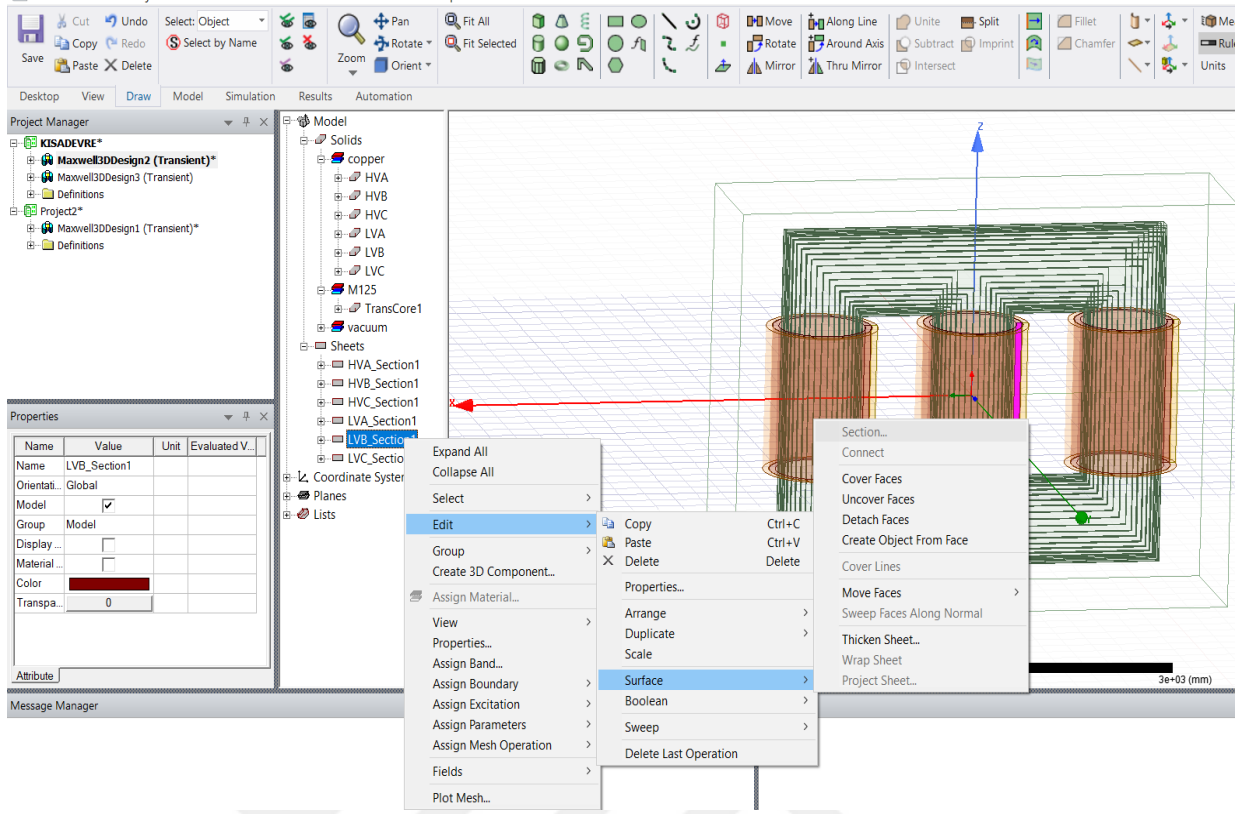 Cut Undo Select: Object Pan Fit All Move Along Line Unite Split Fillet
Save Copy Redo Select by Name Zoom Rotate Fit Selected Rotate Around Axis Subtract Imprint Chamfer
Paste Delete Orient Mirror Thru Mirror Intersect Units
Desktop View Draw Model Simulation Results Automation
Project Manager
KISADEVRE*
Maxwell3DDesign2 (Transient)*
Maxwell3DDesign3 (Transient)
Definitions
Project2*
Maxwell3DDesign1 (Transient)*
Definitions
Properties
Name Value Unit Evaluated V...
Name LVB_Section1
Orientati... Global
Model
Group Model
Display ...
Material ...
Color
Transpa... 0
Attribute
Message Manager
Model
Solids
copper
HVA
HVB
HVC
LVA
LVB
LVC
M125
TransCore1
vacuum
Sheets
HVA_Section1
HVB_Section1
HVC_Section1
LVA_Section1
LVB_Section1
LVC_Sectio
Coordinate System
Planes
Lists
Expand All
Collapse All
Select
Edit
Group
Create 3D Component...
Assign Material...
View
Properties...
Assign Band...
Assign Boundary
Assign Excitation
Assign Parameters
Assign Mesh Operation
Fields
Plot Mesh...
Copy Ctrl+C
Paste Ctrl+V
Delete Delete
Properties...
Arrange
Duplicate
Scale
Surface
Boolean
Sweep
Delete Last Operation
Section...
Connect
Cover Faces
Uncover Faces
Detach Faces
Create Object From Face
Cover Lines
Move Faces
Sweep Faces Along Normal
Thicken Sheet...
Wrap Sheet
Project Sheet...
Z
X
3e+03 (mm)